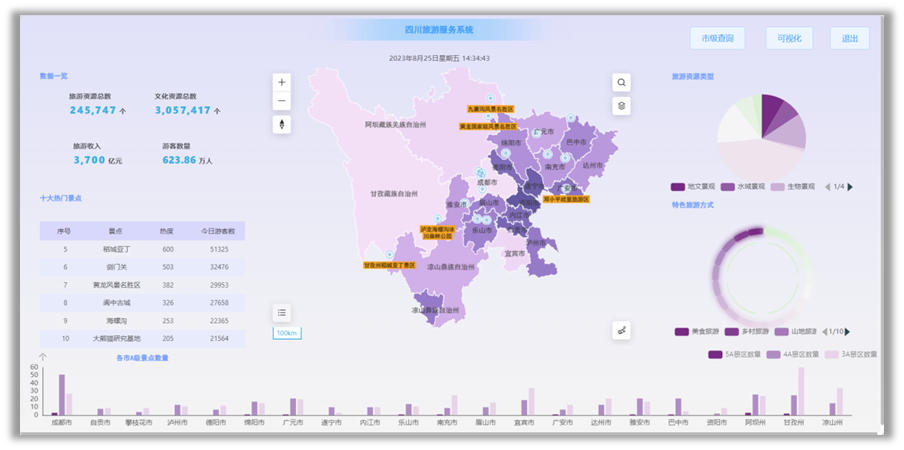 四川旅游服务系统
市级查询
可视化
退出
2023年8月25日星期五 14:34:43
数据一览
旅游资源总数
文化资源总数
245,747 个
3,057,417 个
旅游收入
游客数量
3,700 亿元
623.86 万人
十大热门景点
序号 景点 热度 今日游客数
5 稻城亚丁 600 51325
6 剑门关 503 32476
7 黄龙风景名胜区 382 29953
8 阆中古城 326 27658
9 海螺沟 253 22365
10 大熊猫研究基地 205 21564
九寨沟风景名胜区
阿坝藏族羌族自治州
黄龙国家级风景名胜区
广元市
绵阳市
巴中市
南充市
达州市
成都市
甘孜藏族自治州
邓小平故里旅游区
雅安市
眉山市
内江市
泸定海螺沟冰
川森林公园
乐山市
泸州市
宜宾市
甘孜州稻城亚丁景区
凉山彝族自治州
凉山彝族自治州
100km
旅游资源类型
地文景观 水域景观 生物景观 1/4
特色旅游方式
美食旅游 乡村旅游 山地旅游 1/10
个
各市A级景点数量
5A景区数量 4A景区数量 3A景区数量
60
50
40
30
20
10
0
成都市 自贡市 攀枝花市 泸州市 德阳市 绵阳市 广元市 遂宁市 内江市 乐山市 南充市 眉山市 宜宾市 广安市 达州市 雅安市 巴中市 资阳市 阿坝州 甘孜州 凉山州